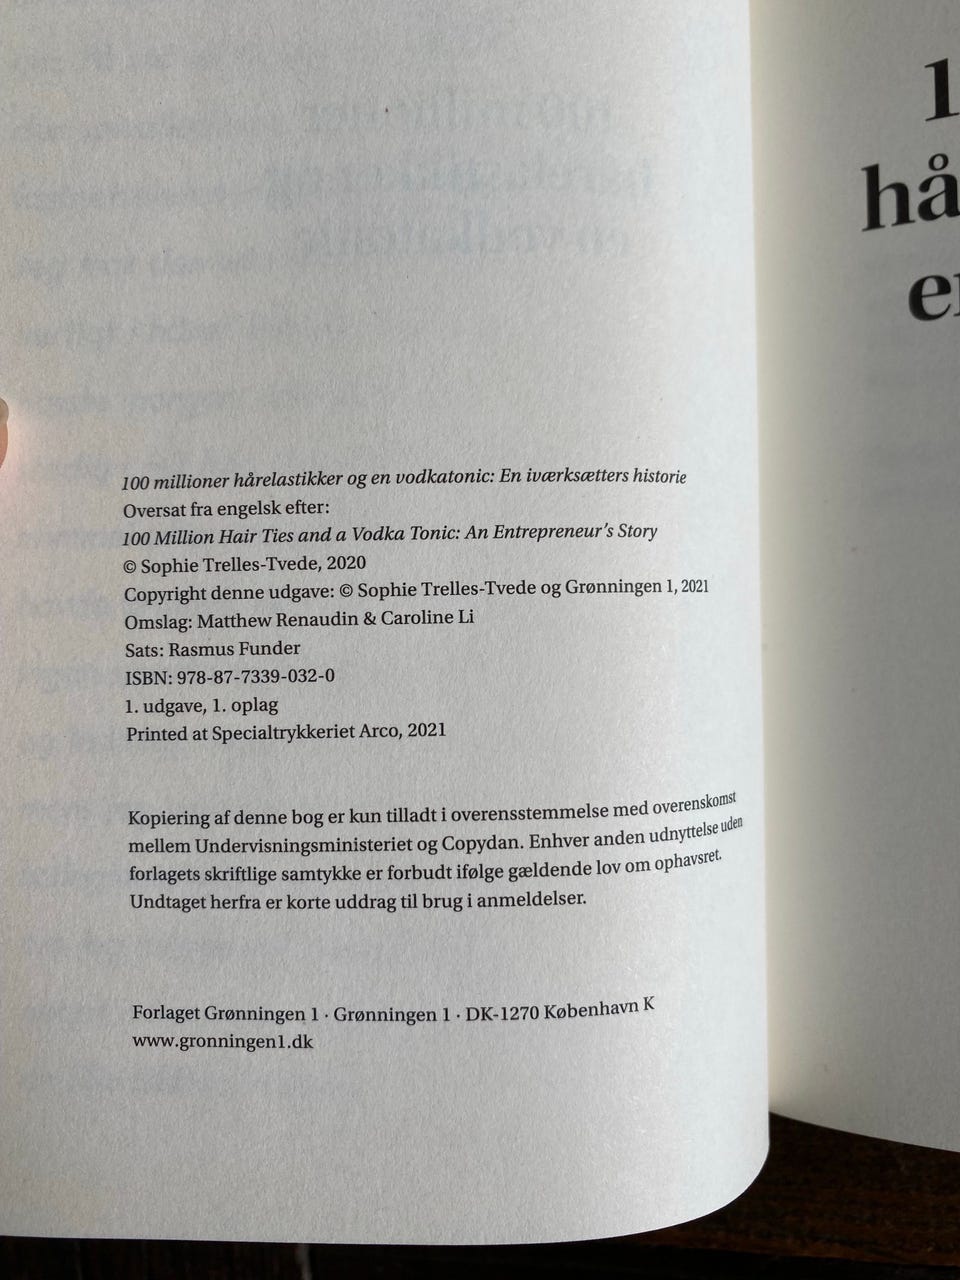 100 millioner hårelastikker og en vodkatonic: En iværksætters historie
Oversat fra engelsk efter:
100 Million Hair Ties and a Vodka Tonic: An Entrepreneur's Story
© Sophie Trelles-Tvede, 2020
Copyright denne udgave: © Sophie Trelles-Tvede og Grønningen 1, 2021
Omslag: Matthew Renaudin & Caroline Li
Sats: Rasmus Funder
ISBN: 978-87-7339-032-0
1. udgave, 1. oplag
Printed at Specialtrykkeriet Arco, 2021
Kopiering af denne bog er kun tilladt i overensstemmelse med overenskomst
mellem Undervisningsministeriet og Copydan. Enhver anden udnyttelse uden
forlagets skriftlige samtykke er forbudt ifølge gældende lov om ophavsret.
Undtaget herfra er korte uddrag til brug i anmeldelser.
Forlaget Grønningen 1 · Grønningen 1 · DK-1270 København K
www.gronningen1.dk
1
hå